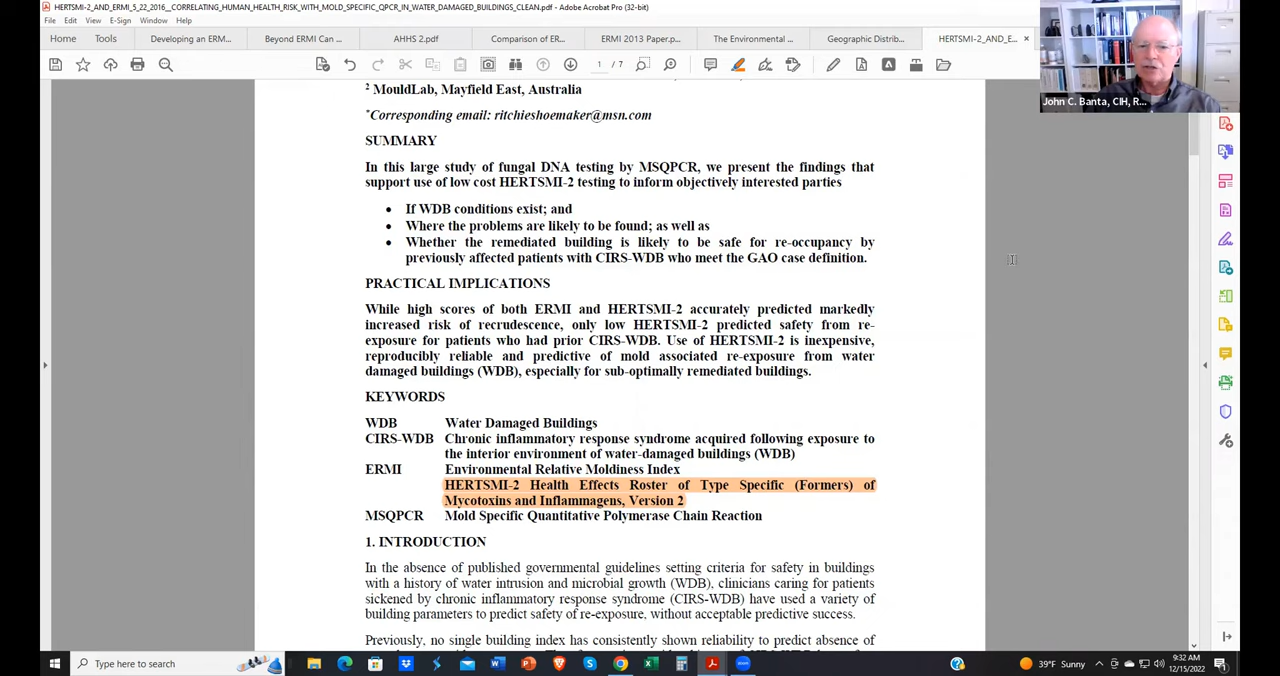 HERTSMI-2_AND_ERMI_5_22_2016__CORRELATING_HUMAN_HEALTH_RISK_WITH_MOLD_SPECIFIC_QPCR_IN_WATER_DAMAGED_BUILDINGS_CLEAN.pdf - Adobe Acrobat Pro (32-bit)
File Edit View E-Sign Window Help
Home Tools Developing an ERM... Beyond ERMI Can ... AHHS 2.pdf Comparison of ER... ERMI 2013 Paper.p... The Environmental ... Geographic Distrib... HERTSMI-2_AND_E... ×
1 / 7
John C. Banta, CIH, R...
2 MouldLab, Mayfield East, Australia
*Corresponding email: ritchieshoemaker@msn.com
SUMMARY
In this large study of fungal DNA testing by MSQPCR, we present the findings that
support use of low cost HERTSMI-2 testing to inform objectively interested parties
• If WDB conditions exist; and
• Where the problems are likely to be found; as well as
• Whether the remediated building is likely to be safe for re-occupancy by
previously affected patients with CIRS-WDB who meet the GAO case definition.
PRACTICAL IMPLICATIONS
While high scores of both ERMI and HERTSMI-2 accurately predicted markedly
increased risk of recrudescence, only low HERTSMI-2 predicted safety from re-
exposure for patients who had prior CIRS-WDB. Use of HERTSMI-2 is inexpensive,
reproducibly reliable and predictive of mold associated re-exposure from water
damaged buildings (WDB), especially for sub-optimally remediated buildings.
KEYWORDS
WDB Water Damaged Buildings
CIRS-WDB Chronic inflammatory response syndrome acquired following exposure to
the interior environment of water-damaged buildings (WDB)
ERMI Environmental Relative Moldiness Index
HERTSMI-2 Health Effects Roster of Type Specific (Formers) of
Mycotoxins and Inflammagens, Version 2
MSQPCR Mold Specific Quantitative Polymerase Chain Reaction
1. INTRODUCTION
In the absence of published governmental guidelines setting criteria for safety in buildings
with a history of water intrusion and microbial growth (WDB), clinicians caring for patients
sickened by chronic inflammatory response syndrome (CIRS-WDB) have used a variety of
building parameters to predict safety of re-exposure, without acceptable predictive success.
Previously, no single building index has consistently shown reliability to predict absence of
Type here to search
39°F Sunny
9:32 AM
12/15/2022